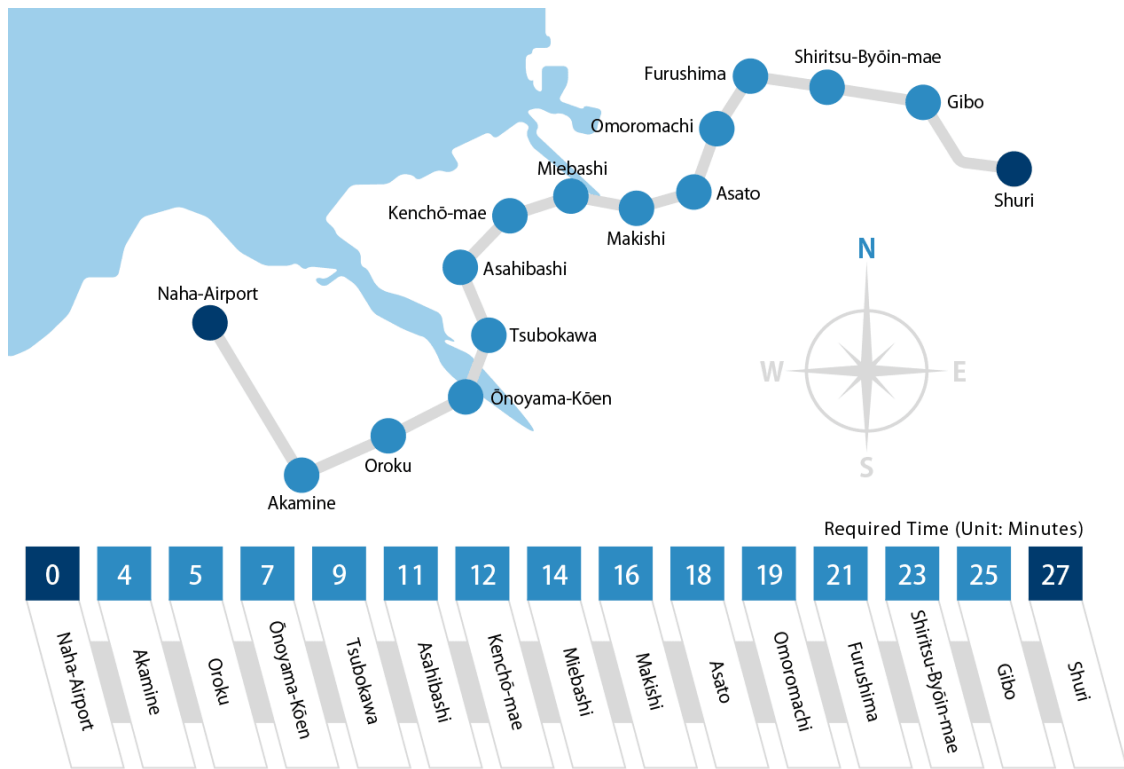 Shiritsu-Byōin-mae
Furushima
Gibo
Omoromachi
Miebashi
Asato
Shuri
Kenchō-mae
Makishi
Asahibashi
Naha-Airport
Tsubokawa
Ōnoyama-Kōen
Oroku
Akamine
N
W
E
S
Required Time (Unit: Minutes)
0 4 5 7 9 11 12 14 16 18 19 21 23 25 27
Naha-Airport
Akamine
Oroku
Ōnoyama-Kōen
Tsubokawa
Asahibashi
Kenchō-mae
Miebashi
Makishi
Asato
Omoromachi
Furushima
Shiritsu-Byōin-mae
Gibo
Shuri